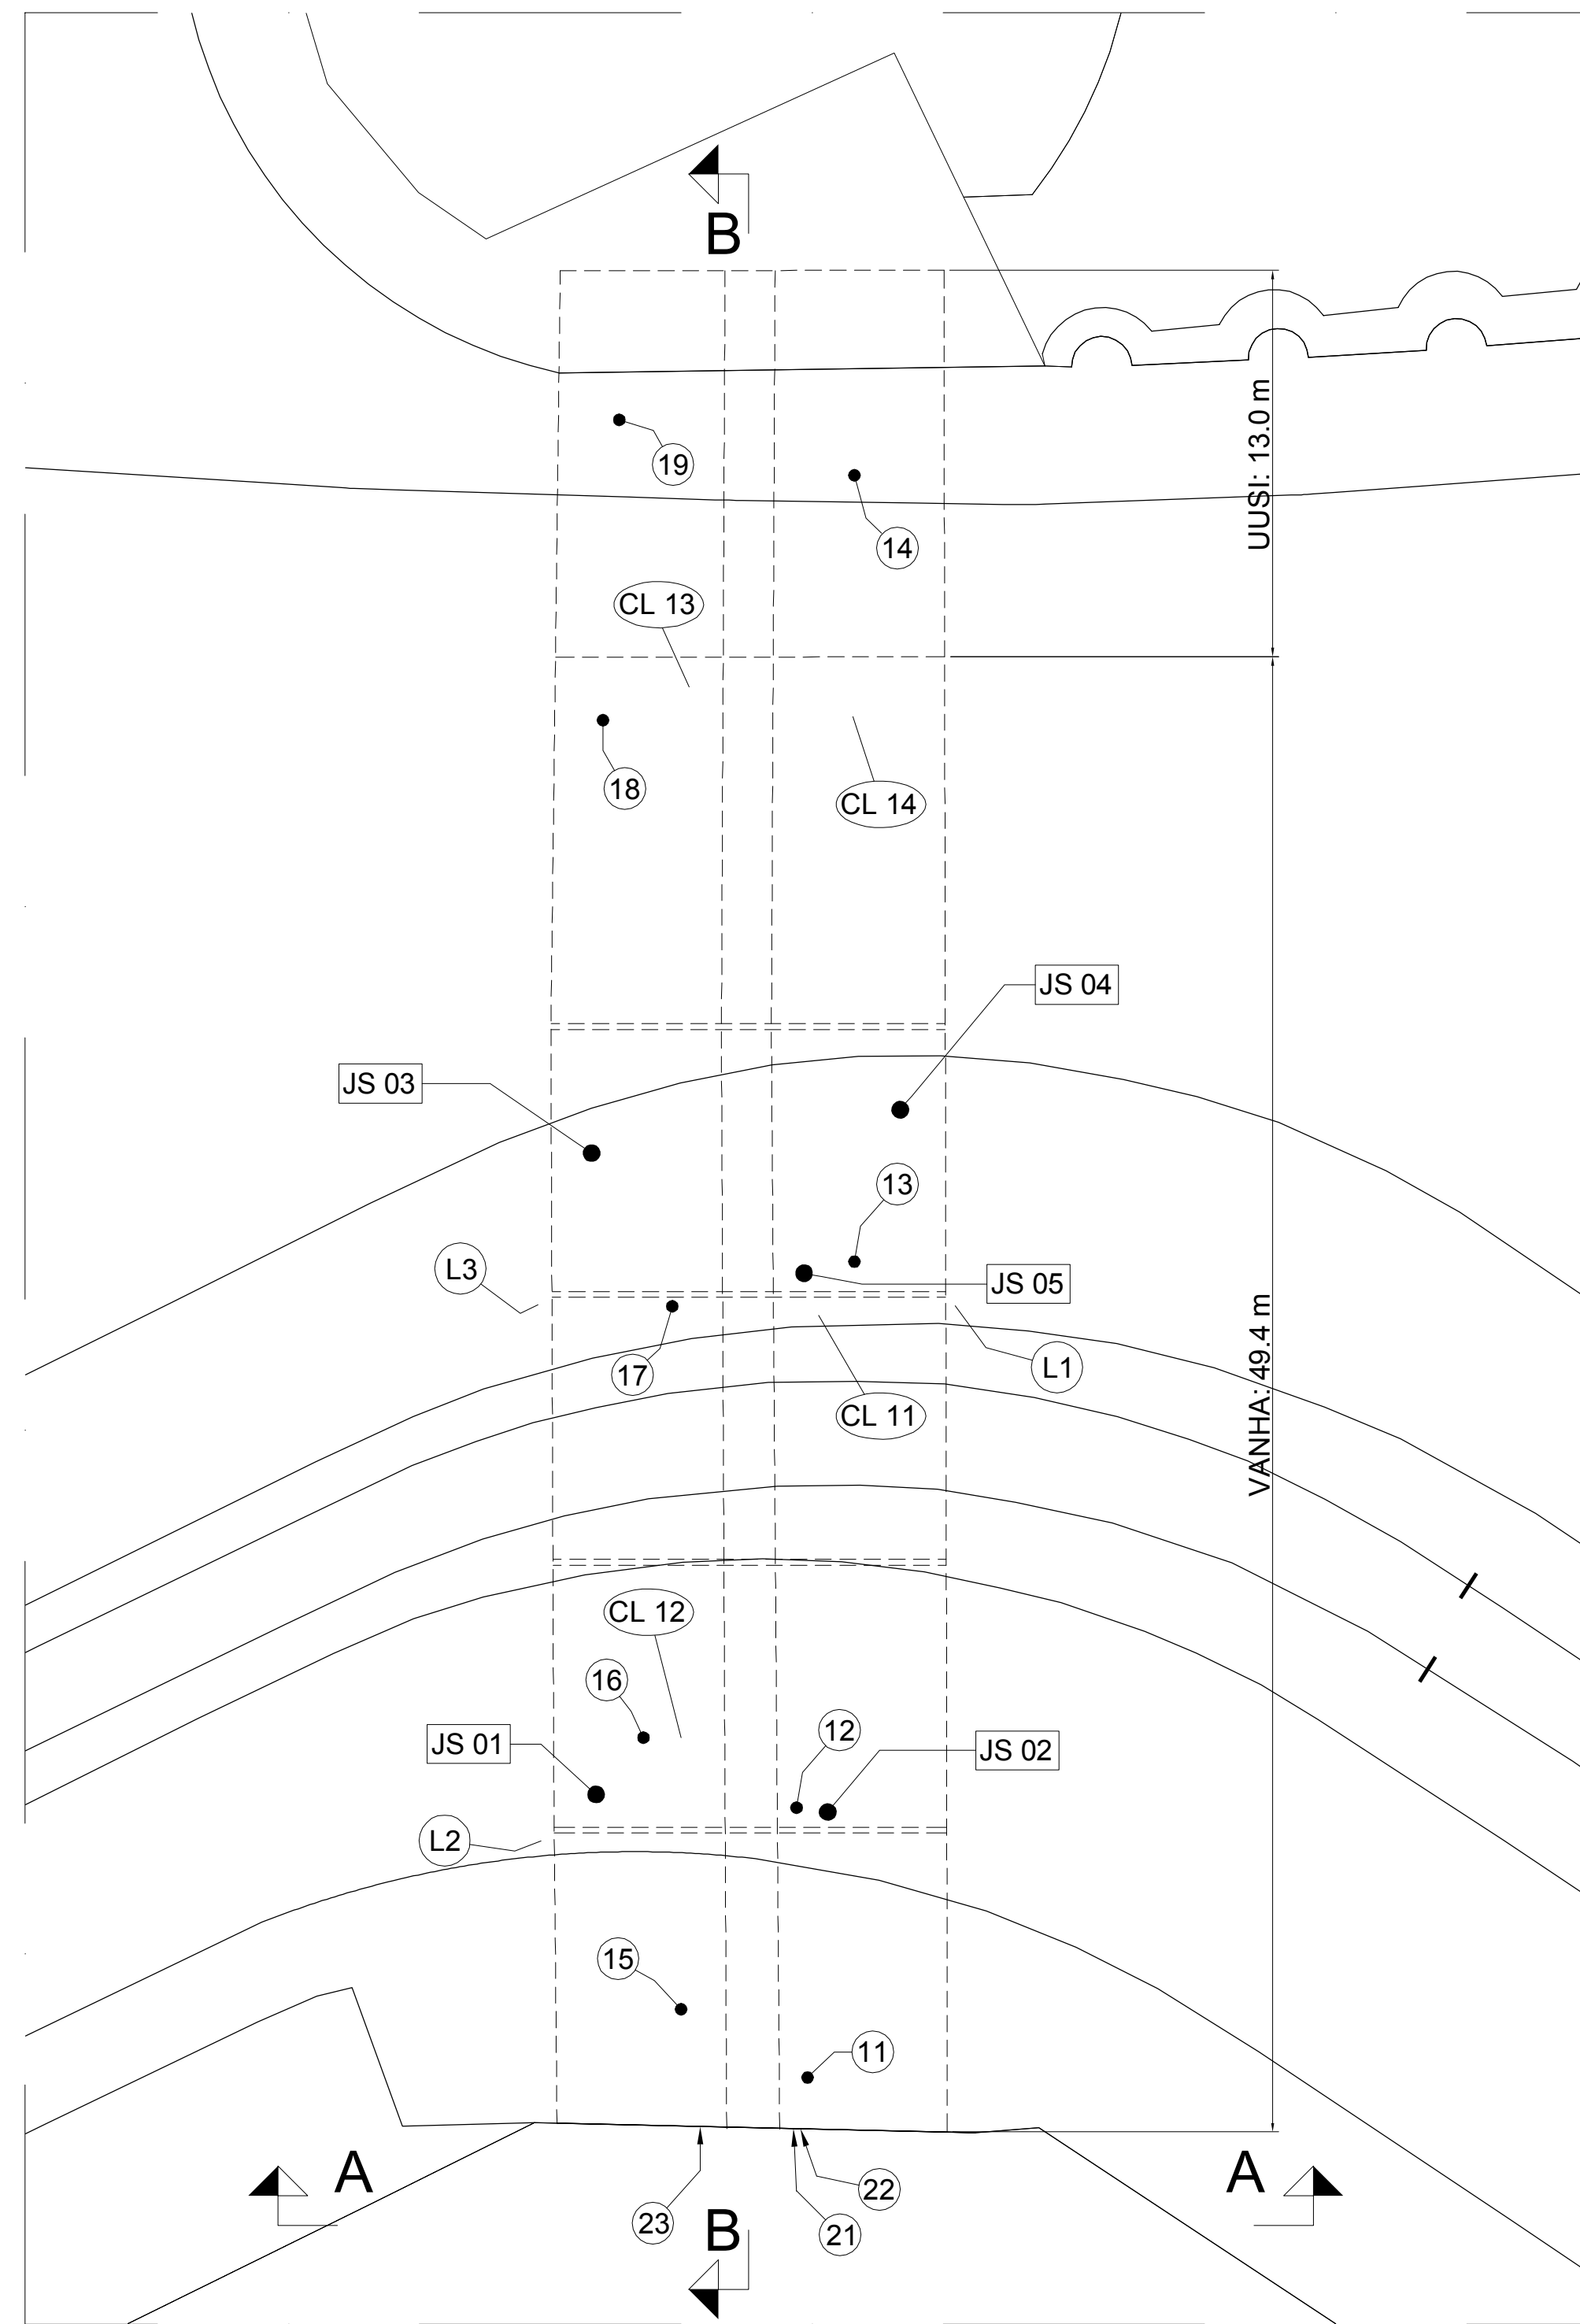 B
19
14
UUSI: 13.0 m
CL 13
18
CL 14
JS 04
JS 03
13
L3
JS 05
17
L1
CL 11
VANHA: 49.4 m
CL 12
16
12
JS 01
JS 02
L2
15
11
A
A
22
23
21
B